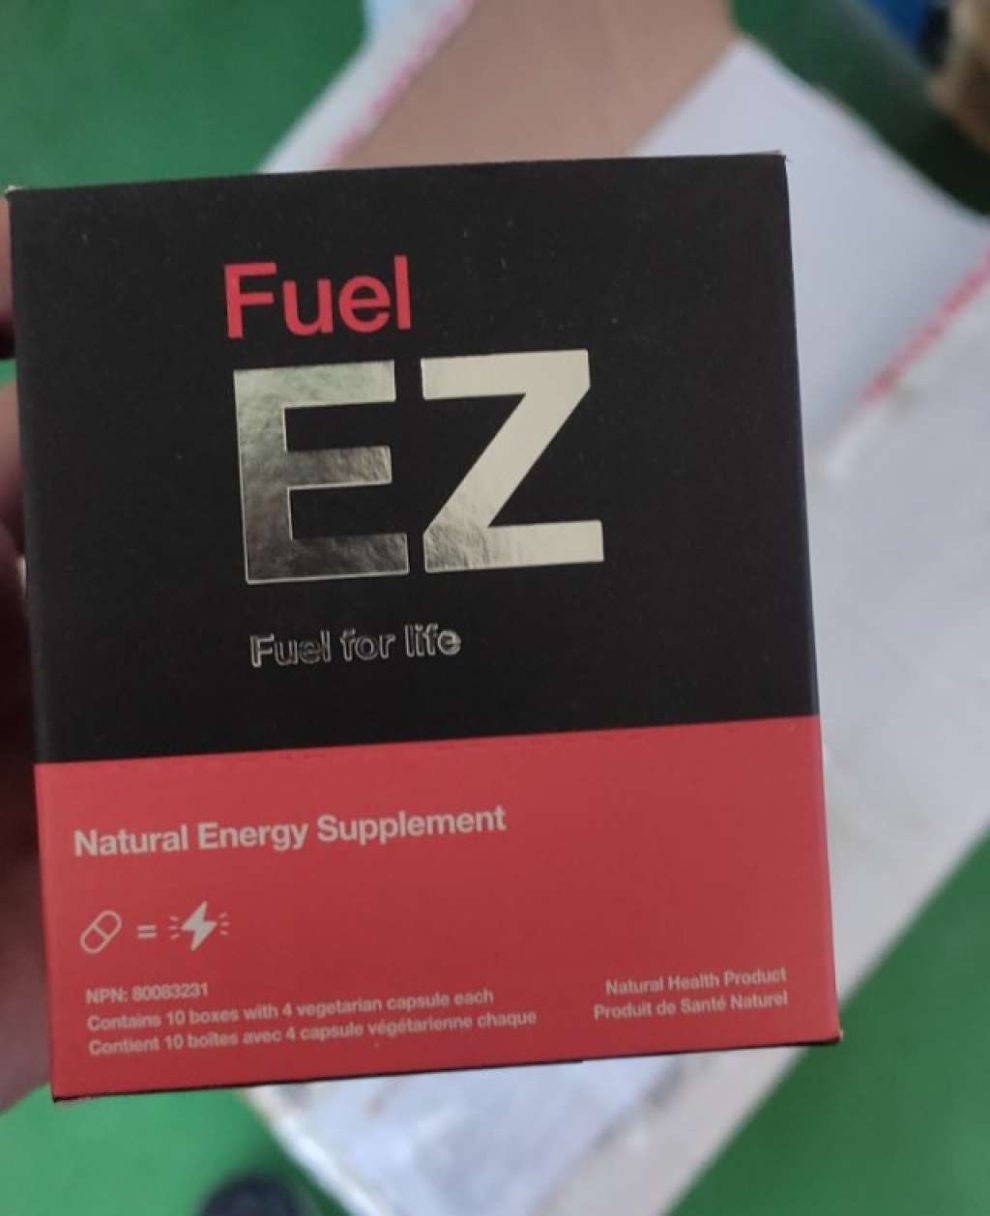 Fuel
EZ
Fuel for life
Natural Energy Supplement
=
NPN: 80083231
Contains 10 boxes with 4 vegetarian capsule each
Contient 10 boîtes avec 4 capsule végétarienne chaque
Natural Health Product
Produit de Santé Naturel